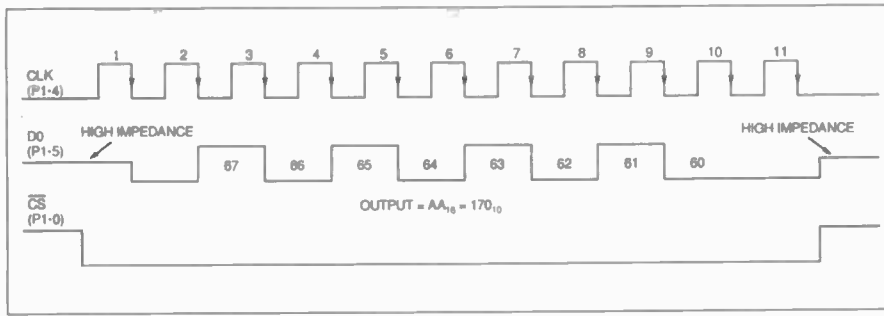 1 2 3 4 5 6 7 8 9 10 11
CLK
(P1-4)
D0
(P1-5)
HIGH IMPEDANCE
HIGH IMPEDANCE
67 66 65 64 63 62 61 60
CS
(P1-0)
OUTPUT = AA₁₆ = 170₁₀